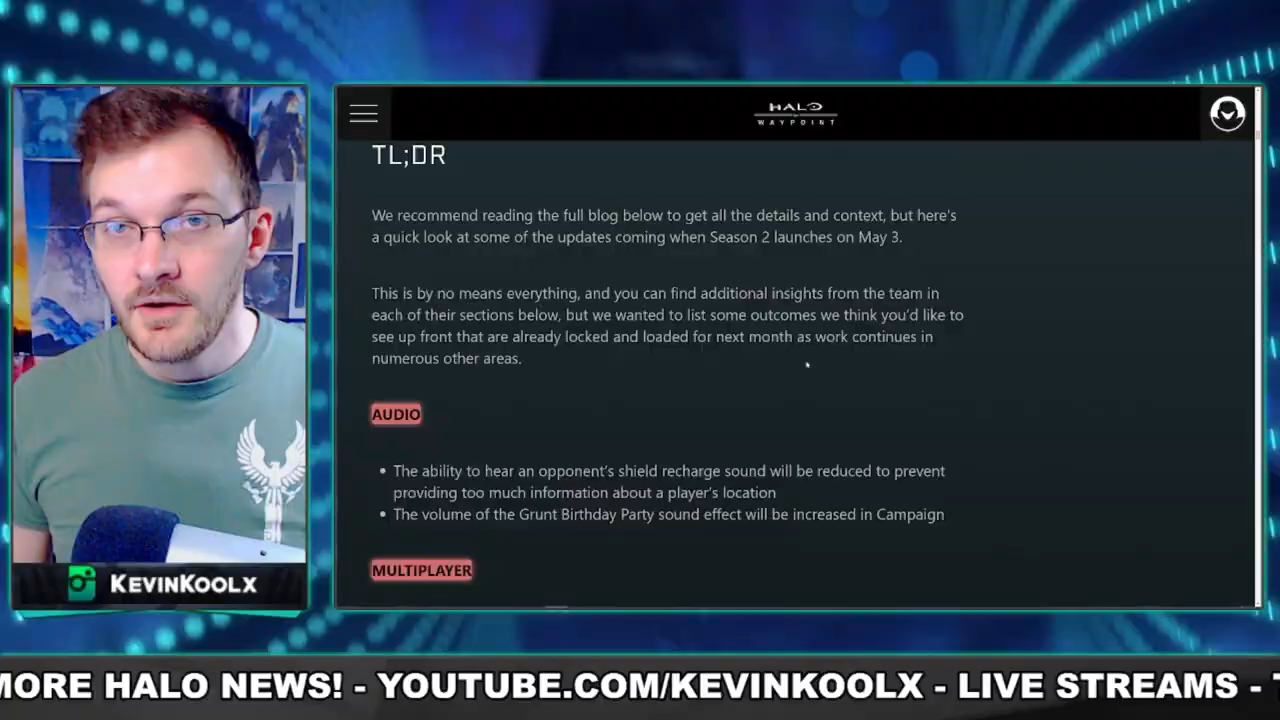 HALO
WAYPOINT
TL;DR
We recommend reading the full blog below to get all the details and context, but here's
a quick look at some of the updates coming when Season 2 launches on May 3.
This is by no means everything, and you can find additional insights from the team in
each of their sections below, but we wanted to list some outcomes we think you'd like to
see up front that are already locked and loaded for next month as work continues in
numerous other areas.
AUDIO
• The ability to hear an opponent's shield recharge sound will be reduced to prevent
providing too much information about a player's location
• The volume of the Grunt Birthday Party sound effect will be increased in Campaign
MULTIPLAYER
KEVINKOOLX
MORE HALO NEWS! - YOUTUBE.COM/KEVINKOOLX - LIVE STREAMS -